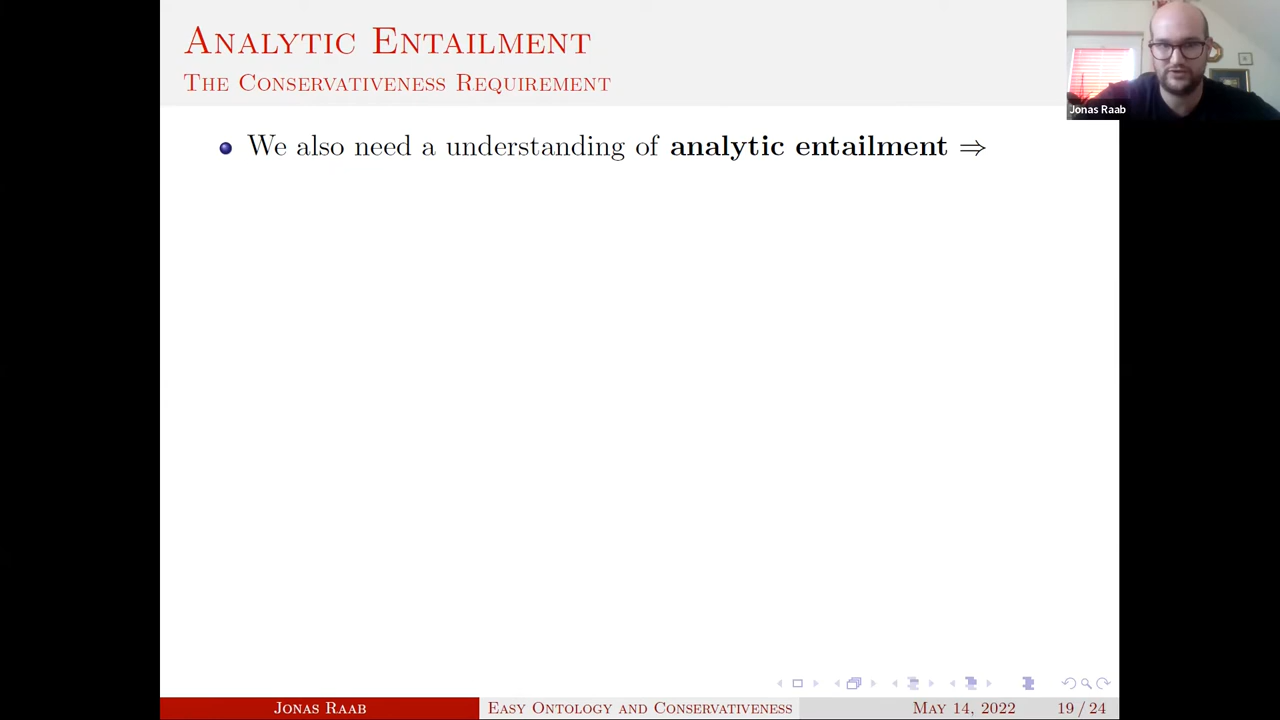 ANALYTIC ENTAILMENT
THE CONSERVATIVENESS REQUIREMENT
Jonas Raab
We also need a understanding of analytic entailment ⇒
JONAS RAAB
EASY ONTOLOGY AND CONSERVATIVENESS
MAY 14, 2022
19 / 24